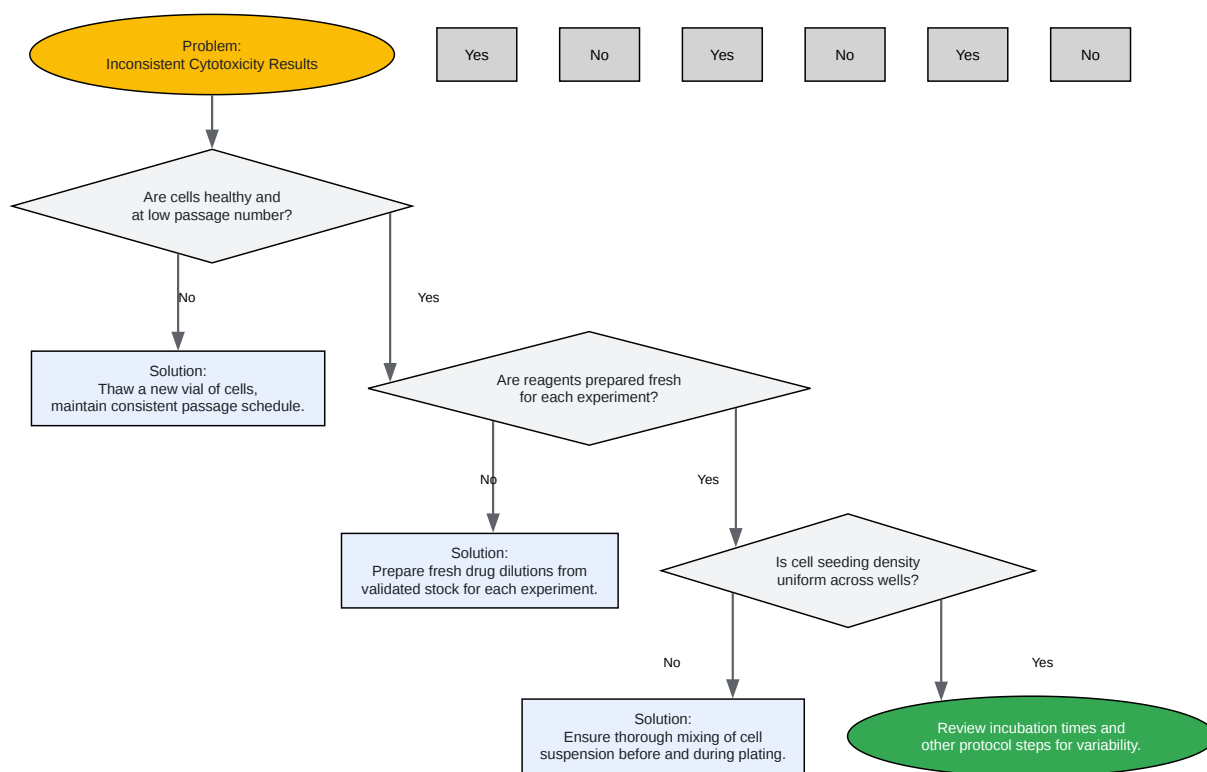 Problem:
Inconsistent Cytotoxicity Results
Yes
No
Yes
No
Yes
No
Are cells healthy and
at low passage number?
No
Yes
Solution:
Thaw a new vial of cells,
maintain consistent passage schedule.
Are reagents prepared fresh
for each experiment?
No
Yes
Solution:
Prepare fresh drug dilutions from
validated stock for each experiment.
Is cell seeding density
uniform across wells?
No
Yes
Solution:
Ensure thorough mixing of cell
suspension before and during plating.
Review incubation times and
other protocol steps for variability.